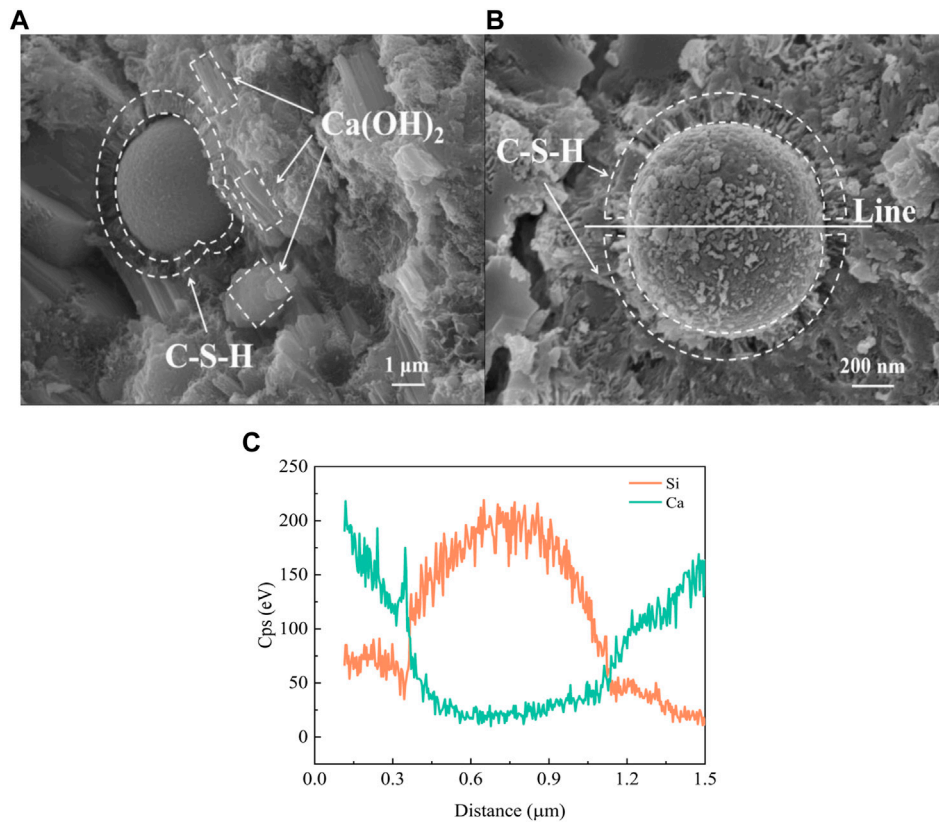 A
B
Ca(OH)₂
C-S-H
1 μm
C-S-H
Line
200 nm
C
250
200
150
100
50
0
Cps (eV)
Si
Ca
0.0
0.3
0.6
0.9
1.2
1.5
Distance (μm)